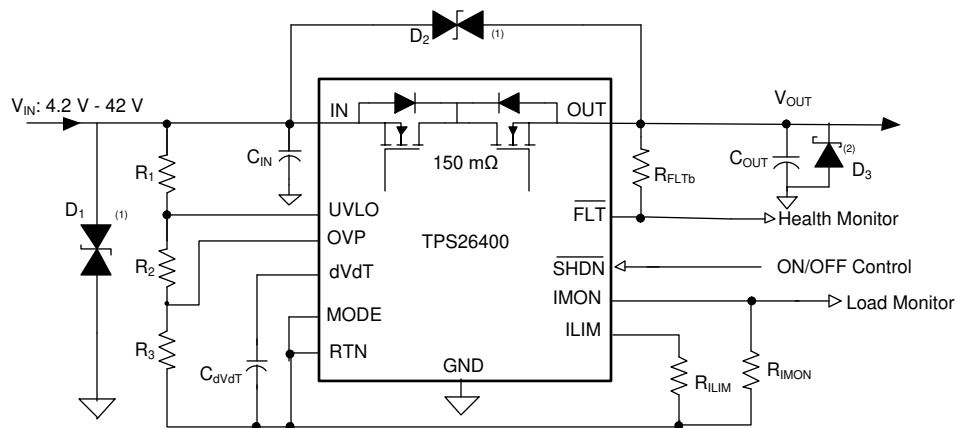 D2 (1)
VIN: 4.2 V - 42 V
IN
OUT
VOUT
CIN
150 mΩ
R1
RFLTb
COUT
(2)
D3
D1 (1)
UVLO
FLT
Health Monitor
OVP
TPS26400
R2
dVdT
SHDN
ON/OFF Control
IMON
Load Monitor
MODE
ILIM
R3
RTN
GND
CdVdT
RILIM
RIMON